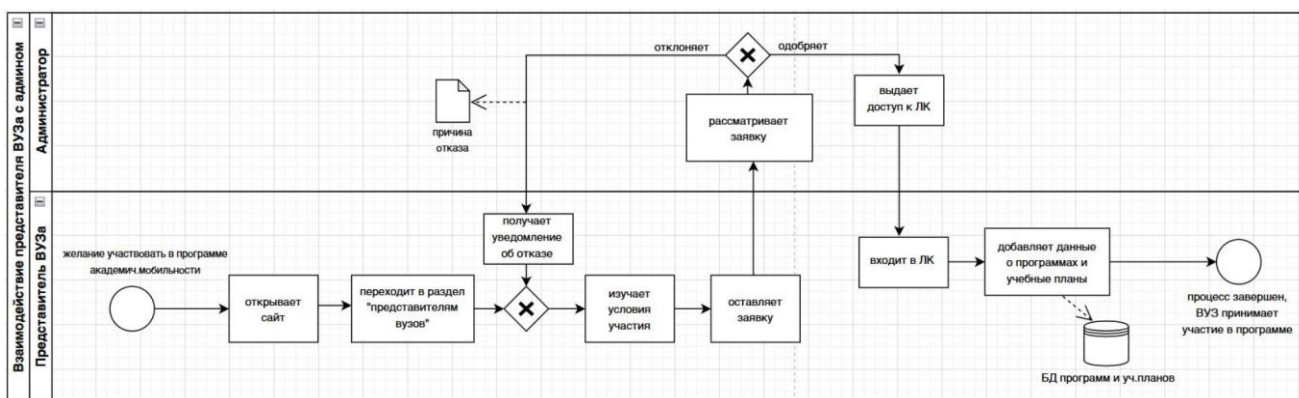 Взаимодействие представителя ВУЗа с админом
Администратор
отклоняет
одобряет
причина
отказа
рассматривает
заявку
выдает
доступ к ЛК
Представитель ВУЗа
желание участвовать в программе
академич.мобильности
открывает
сайт
переходит в раздел
"представителям
вузов"
получает
уведомление
об отказе
изучает
условия
участия
оставляет
заявку
входит в ЛК
добавляет данные
о программах и
учебные планы
БД программ и уч.планов
процесс завершен,
ВУЗ принимает
участие в программе